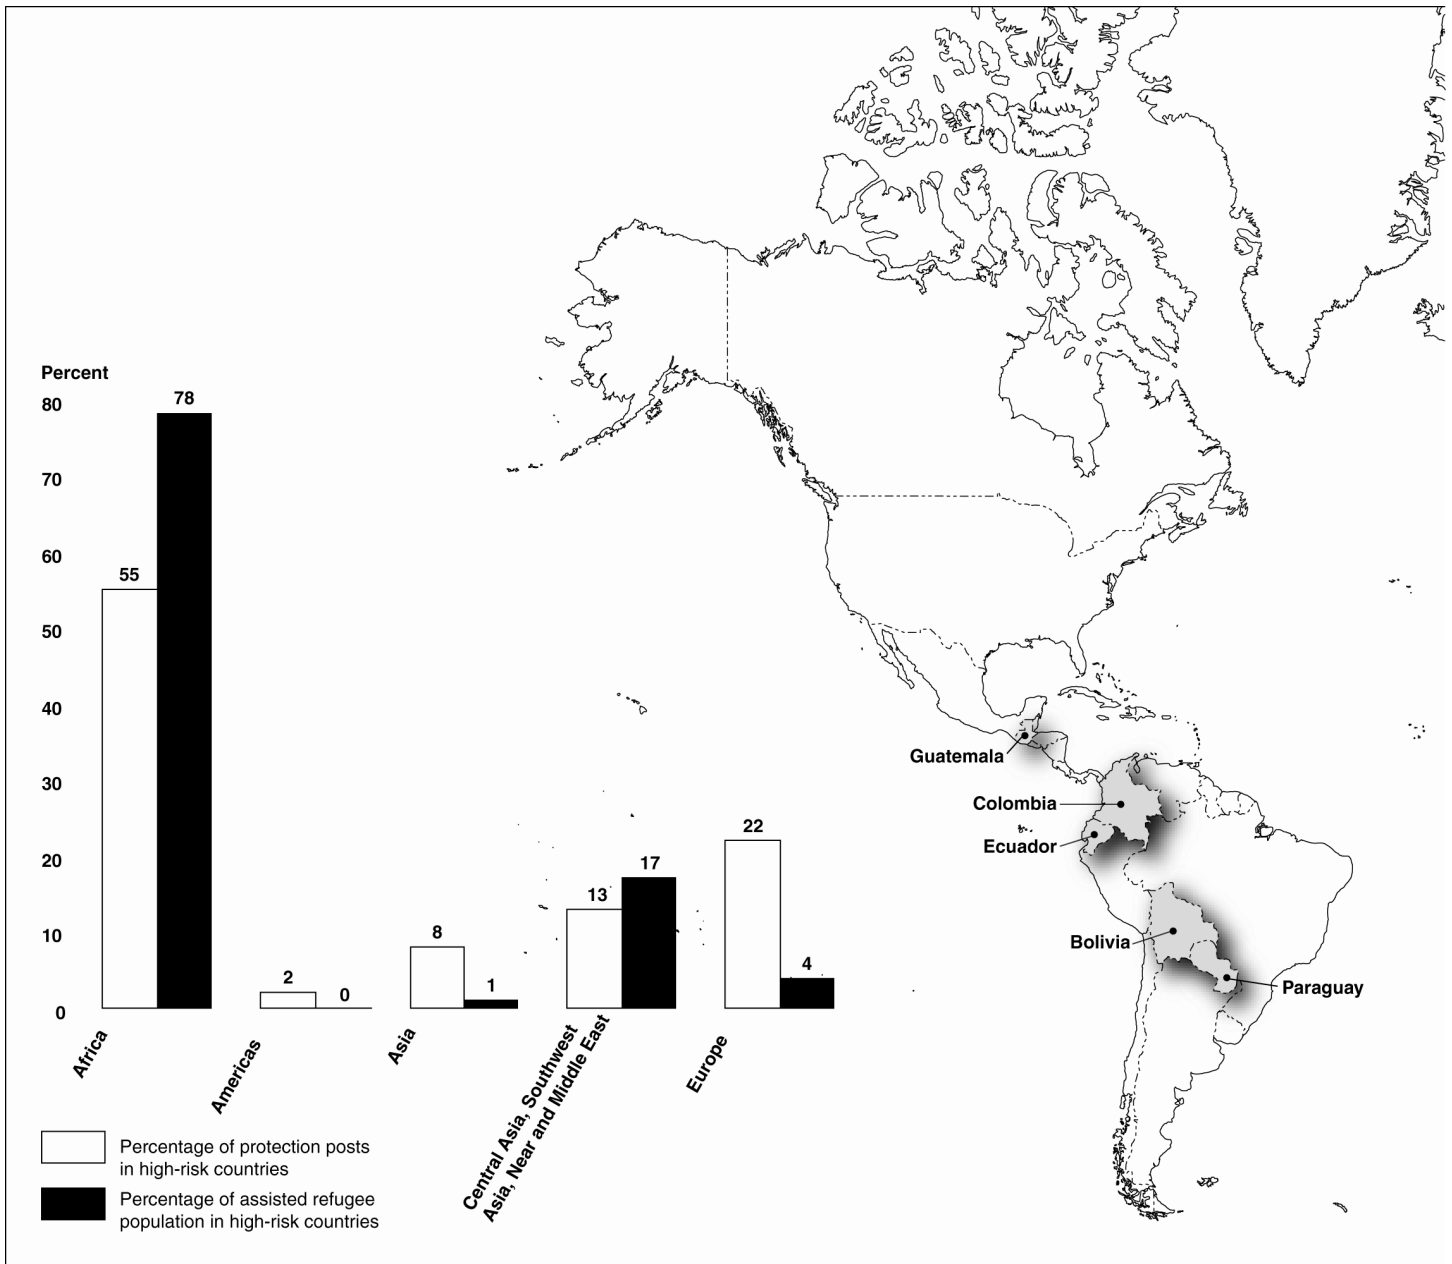 Percent
80
70
60
50
40
30
20
10
0
55
78
2
0
8
1
13
17
22
4
Africa
Americas
Asia
Central Asia, Southwest
Asia, Near and Middle East
Europe
Percentage of protection posts
in high-risk countries
Percentage of assisted refugee
population in high-risk countries
Guatemala
Colombia
Ecuador
Bolivia
Paraguay